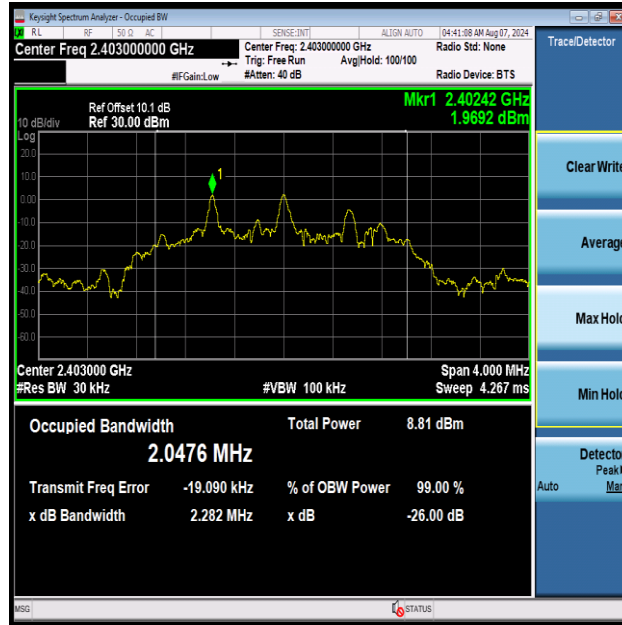 Keysight Spectrum Analyzer - Occupied BW
RL RF 50 Ω AC SENSE:INT ALIGN AUTO 04:41:08 AM Aug 07, 2024
Center Freq 2.403000000 GHz
Center Freq: 2.403000000 GHz Radio Std: None
Trig: Free Run Avg|Hold: 100/100
#IFGain:Low #Atten: 40 dB Radio Device: BTS
Trace/Detector
Ref Offset 10.1 dB
10 dB/div Ref 30.00 dBm
Mkr1 2.40242 GHz
1.9692 dBm
Log
20.0
10.0
0.00
-10.0
-20.0
-30.0
-40.0
-50.0
-60.0
1
Center 2.403000 GHz Span 4.000 MHz
#Res BW 30 kHz #VBW 100 kHz Sweep 4.267 ms
Occupied Bandwidth Total Power 8.81 dBm
2.0476 MHz
Transmit Freq Error -19.090 kHz % of OBW Power 99.00 %
x dB Bandwidth 2.282 MHz x dB -26.00 dB
Clear Write
Average
Max Hold
Min Hold
Detector
Peak
Auto Man
MSG STATUS